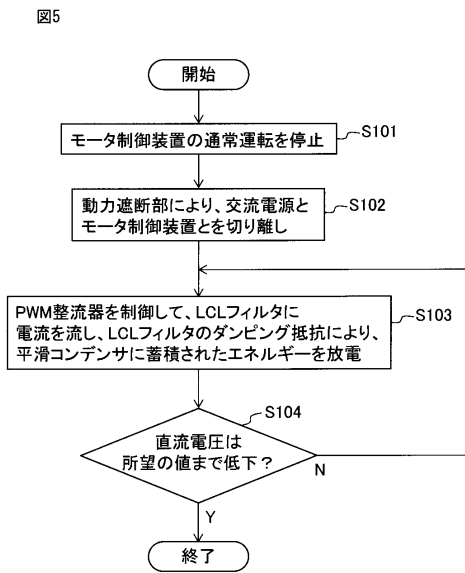 図5
開始
モータ制御装置の通常運転を停止
S101
動力遮断部により、交流電源と
モータ制御装置とを切り離し
S102
PWM整流器を制御して、LCLフィルタに
電流を流し、LCLフィルタのダンピング抵抗により、
平滑コンデンサに蓄積されたエネルギーを放電
S103
S104
直流電圧は
所望の値まで低下？
N
Y
終了